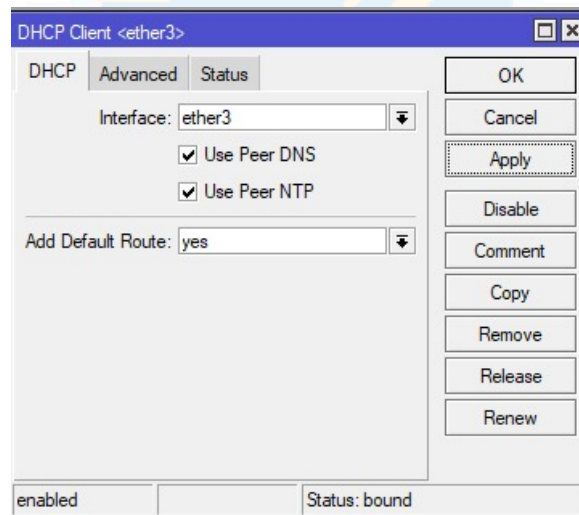 DHCP Client <ether3>
DHCP Advanced Status
Interface: ether3
Use Peer DNS
Use Peer NTP
Add Default Route: yes
OK
Cancel
Apply
Disable
Comment
Copy
Remove
Release
Renew
enabled Status: bound